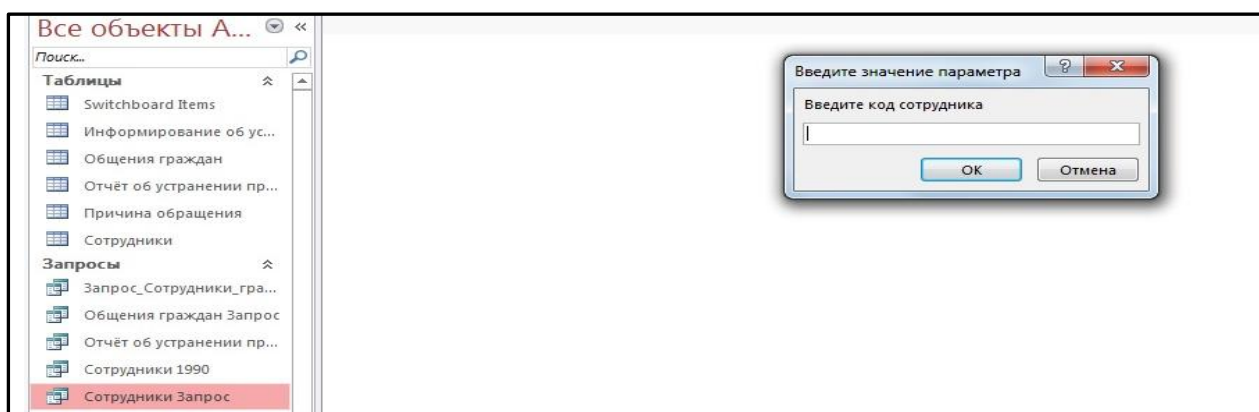 Все объекты A...
Поиск...
Таблицы
Switchboard Items
Информирование об ус...
Общения граждан
Отчёт об устранении пр...
Причина обращения
Сотрудники
Запросы
Запрос_Сотрудники_гра...
Общения граждан Запрос
Отчёт об устранении пр...
Сотрудники 1990
Сотрудники Запрос
Введите значение параметра
Введите код сотрудника
ОК
Отмена